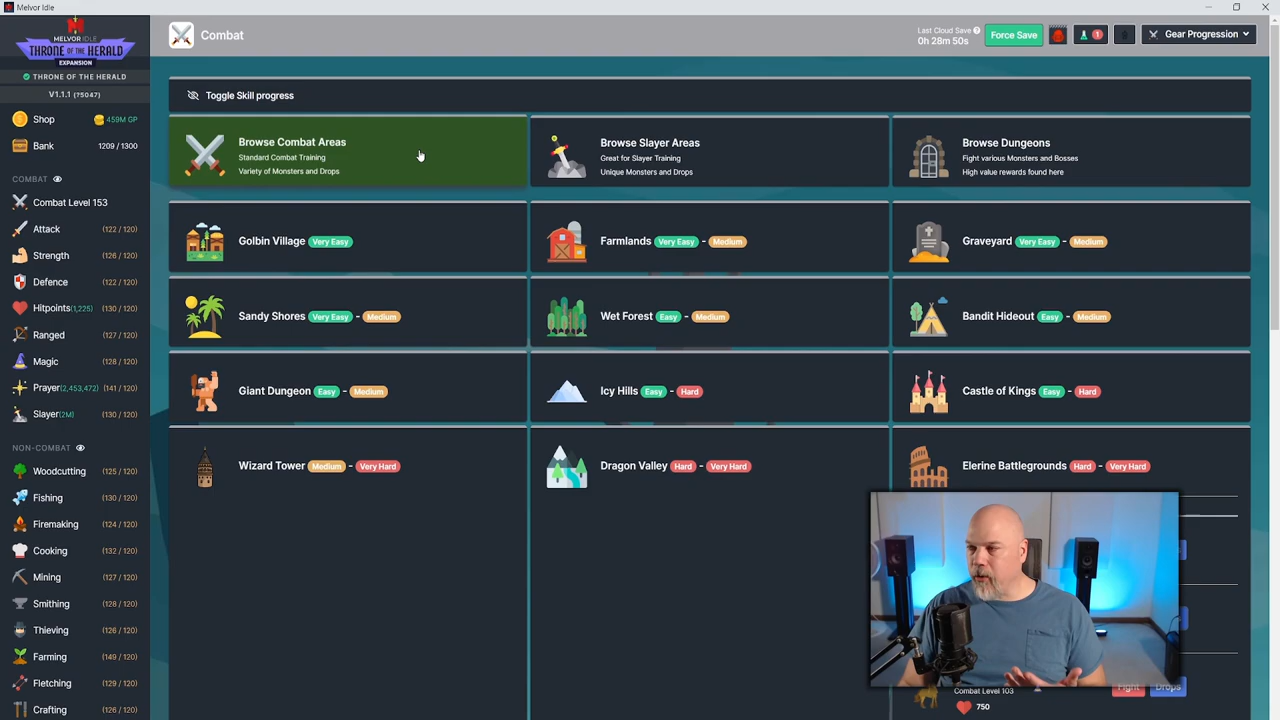 Melvor Idle
MELVOR IDLE
THRONE OF THE HERALD
EXPANSION
THRONE OF THE HERALD
V1.1.1 (?5047)
Shop 459M GP
Bank 1209 / 1300
COMBAT
Combat Level 153
Attack (122 / 120)
Strength (126 / 120)
Defence (122 / 120)
Hitpoints(1,225) (130 / 120)
Ranged (127 / 120)
Magic (128 / 120)
Prayer(2,453,472) (141 / 120)
Slayer(2M) (130 / 120)
NON-COMBAT
Woodcutting (125 / 120)
Fishing (130 / 120)
Firemaking (124 / 120)
Cooking (132 / 120)
Mining (127 / 120)
Smithing (128 / 120)
Thieving (126 / 120)
Farming (149 / 120)
Fletching (129 / 120)
Crafting (126 / 120)
Combat
Last Cloud Save
0h 28m 50s
Force Save
1
Gear Progression
Toggle Skill progress
Browse Combat Areas
Standard Combat Training
Variety of Monsters and Drops
Browse Slayer Areas
Great for Slayer Training
Unique Monsters and Drops
Browse Dungeons
Fight various Monsters and Bosses
High value rewards found here
Golbin Village Very Easy
Farmlands Very Easy - Medium
Graveyard Very Easy - Medium
Sandy Shores Very Easy - Medium
Wet Forest Easy - Medium
Bandit Hideout Easy - Medium
Giant Dungeon Easy - Medium
Icy Hills Easy - Hard
Castle of Kings Easy - Hard
Wizard Tower Medium - Very Hard
Dragon Valley Hard - Very Hard
Elerine Battlegrounds Hard - Very Hard
Combat Level 103
750
Fight Drops